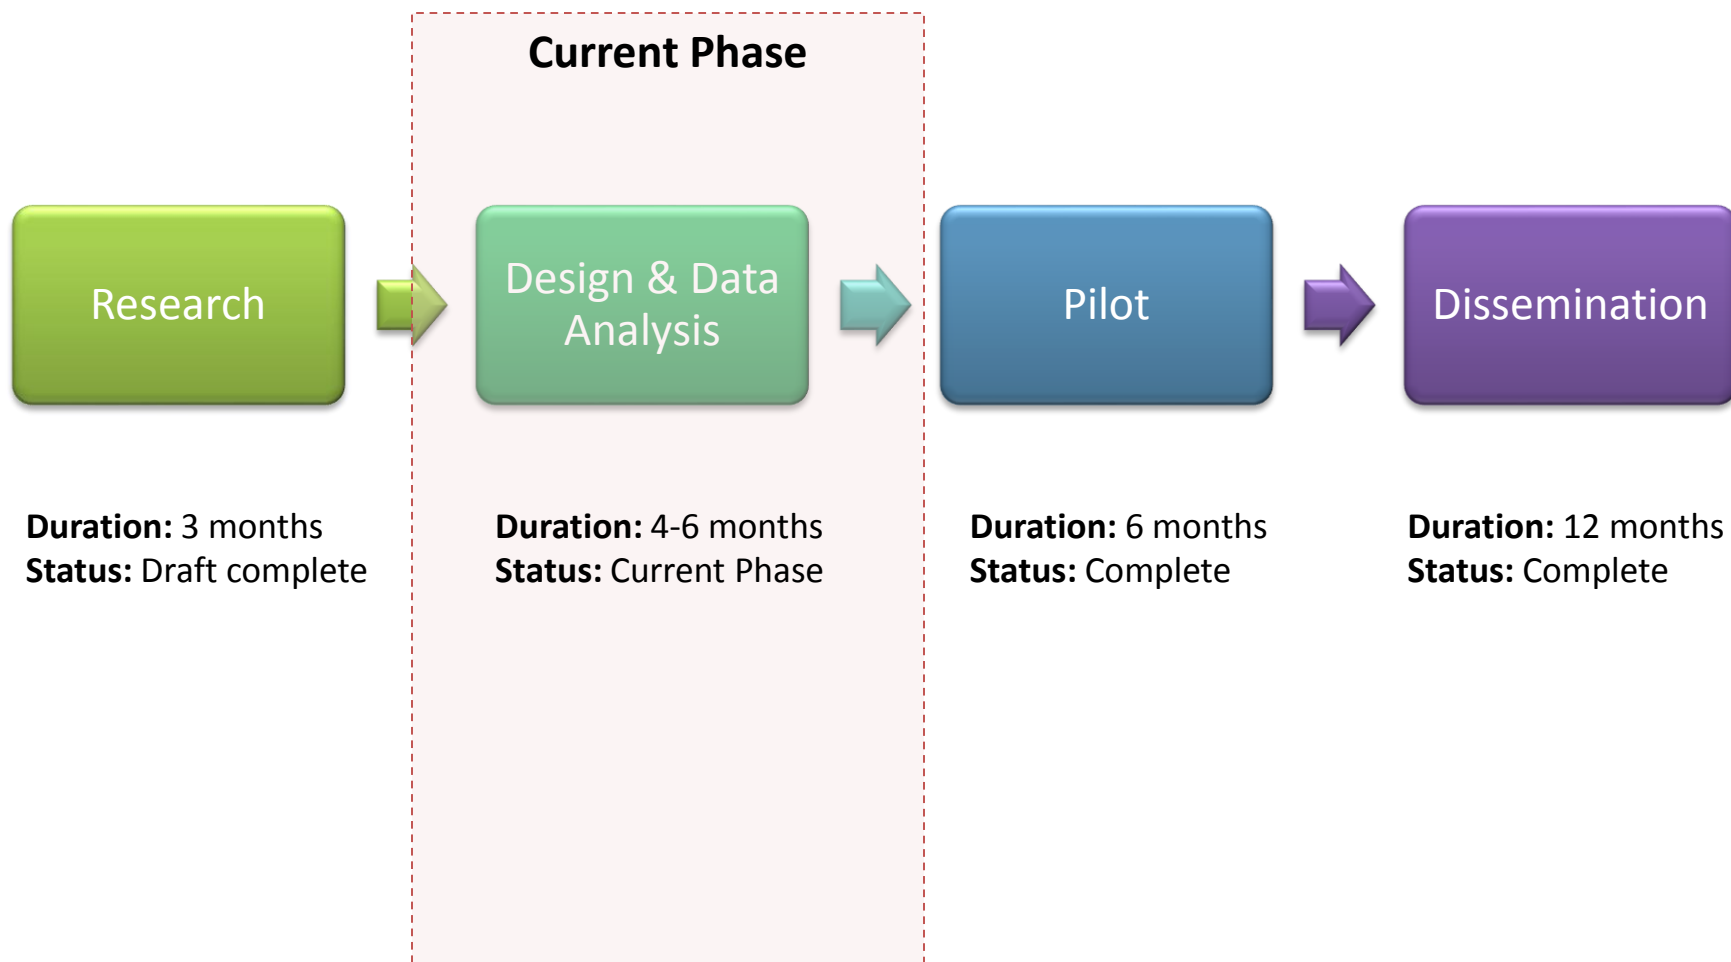 Current Phase
Research
Design & Data
Analysis
Pilot
Dissemination
Duration: 3 months
Status: Draft complete
Duration: 4-6 months
Status: Current Phase
Duration: 6 months
Status: Complete
Duration: 12 months
Status: Complete